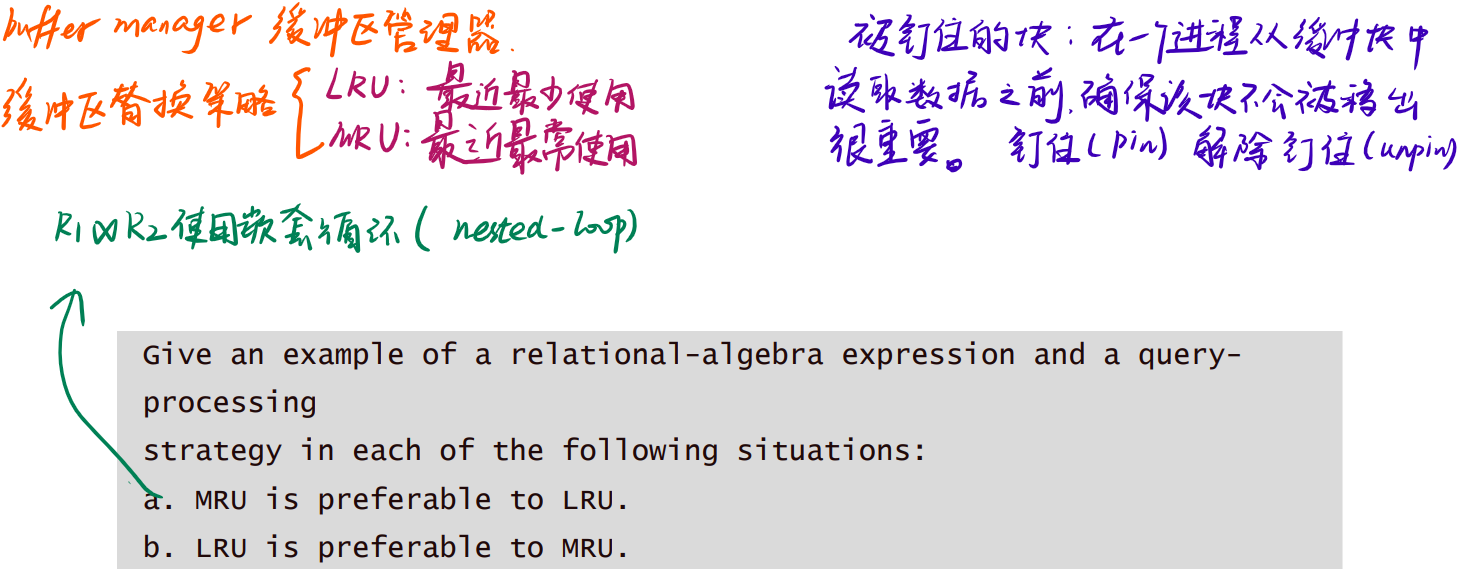 buffer manager 缓冲区管理器.
缓冲区替换策略
LRU: 最近最少使用
MRU: 最近最常使用
R₁⋈R₂使用嵌套循环( nested-loop)
被钉住的块:在一个进程从缓冲块中
读取数据之前,确保该块不会被移出
很重要。 钉住(pin) 解除钉住(unpin)
Give an example of a relational-algebra expression and a query-
processing
strategy in each of the following situations:
a. MRU is preferable to LRU.
b. LRU is preferable to MRU.